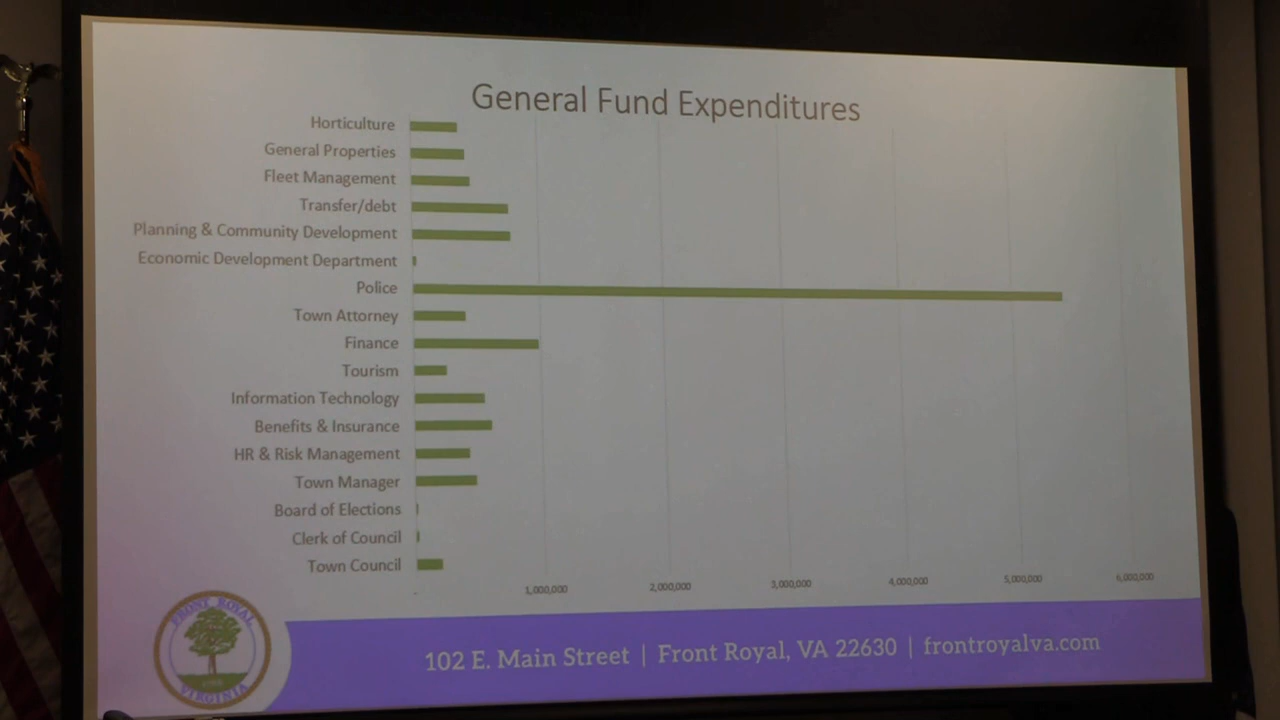 General Fund Expenditures
Horticulture
General Properties
Fleet Management
Transfer/debt
Planning & Community Development
Economic Development Department
Police
Town Attorney
Finance
Tourism
Information Technology
Benefits & Insurance
HR & Risk Management
Town Manager
Board of Elections
Clerk of Council
Town Council
- 1,000,000 2,000,000 3,000,000 4,000,000 5,000,000 6,000,000
FRONT ROYAL
VIRGINIA
102 E. Main Street | Front Royal, VA 22630 | frontroyalva.com